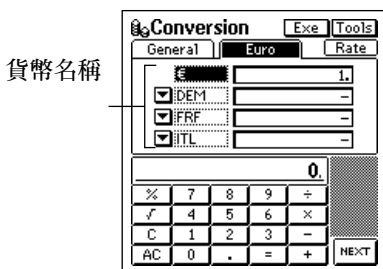 Conversion Exe Tools
General Euro Rate
貨幣名稱
€ 1.
DEM –
FRF –
ITL –
0.
% 7 8 9 ÷
√ 4 5 6 ×
C 1 2 3 −
AC 0 . = + NEXT